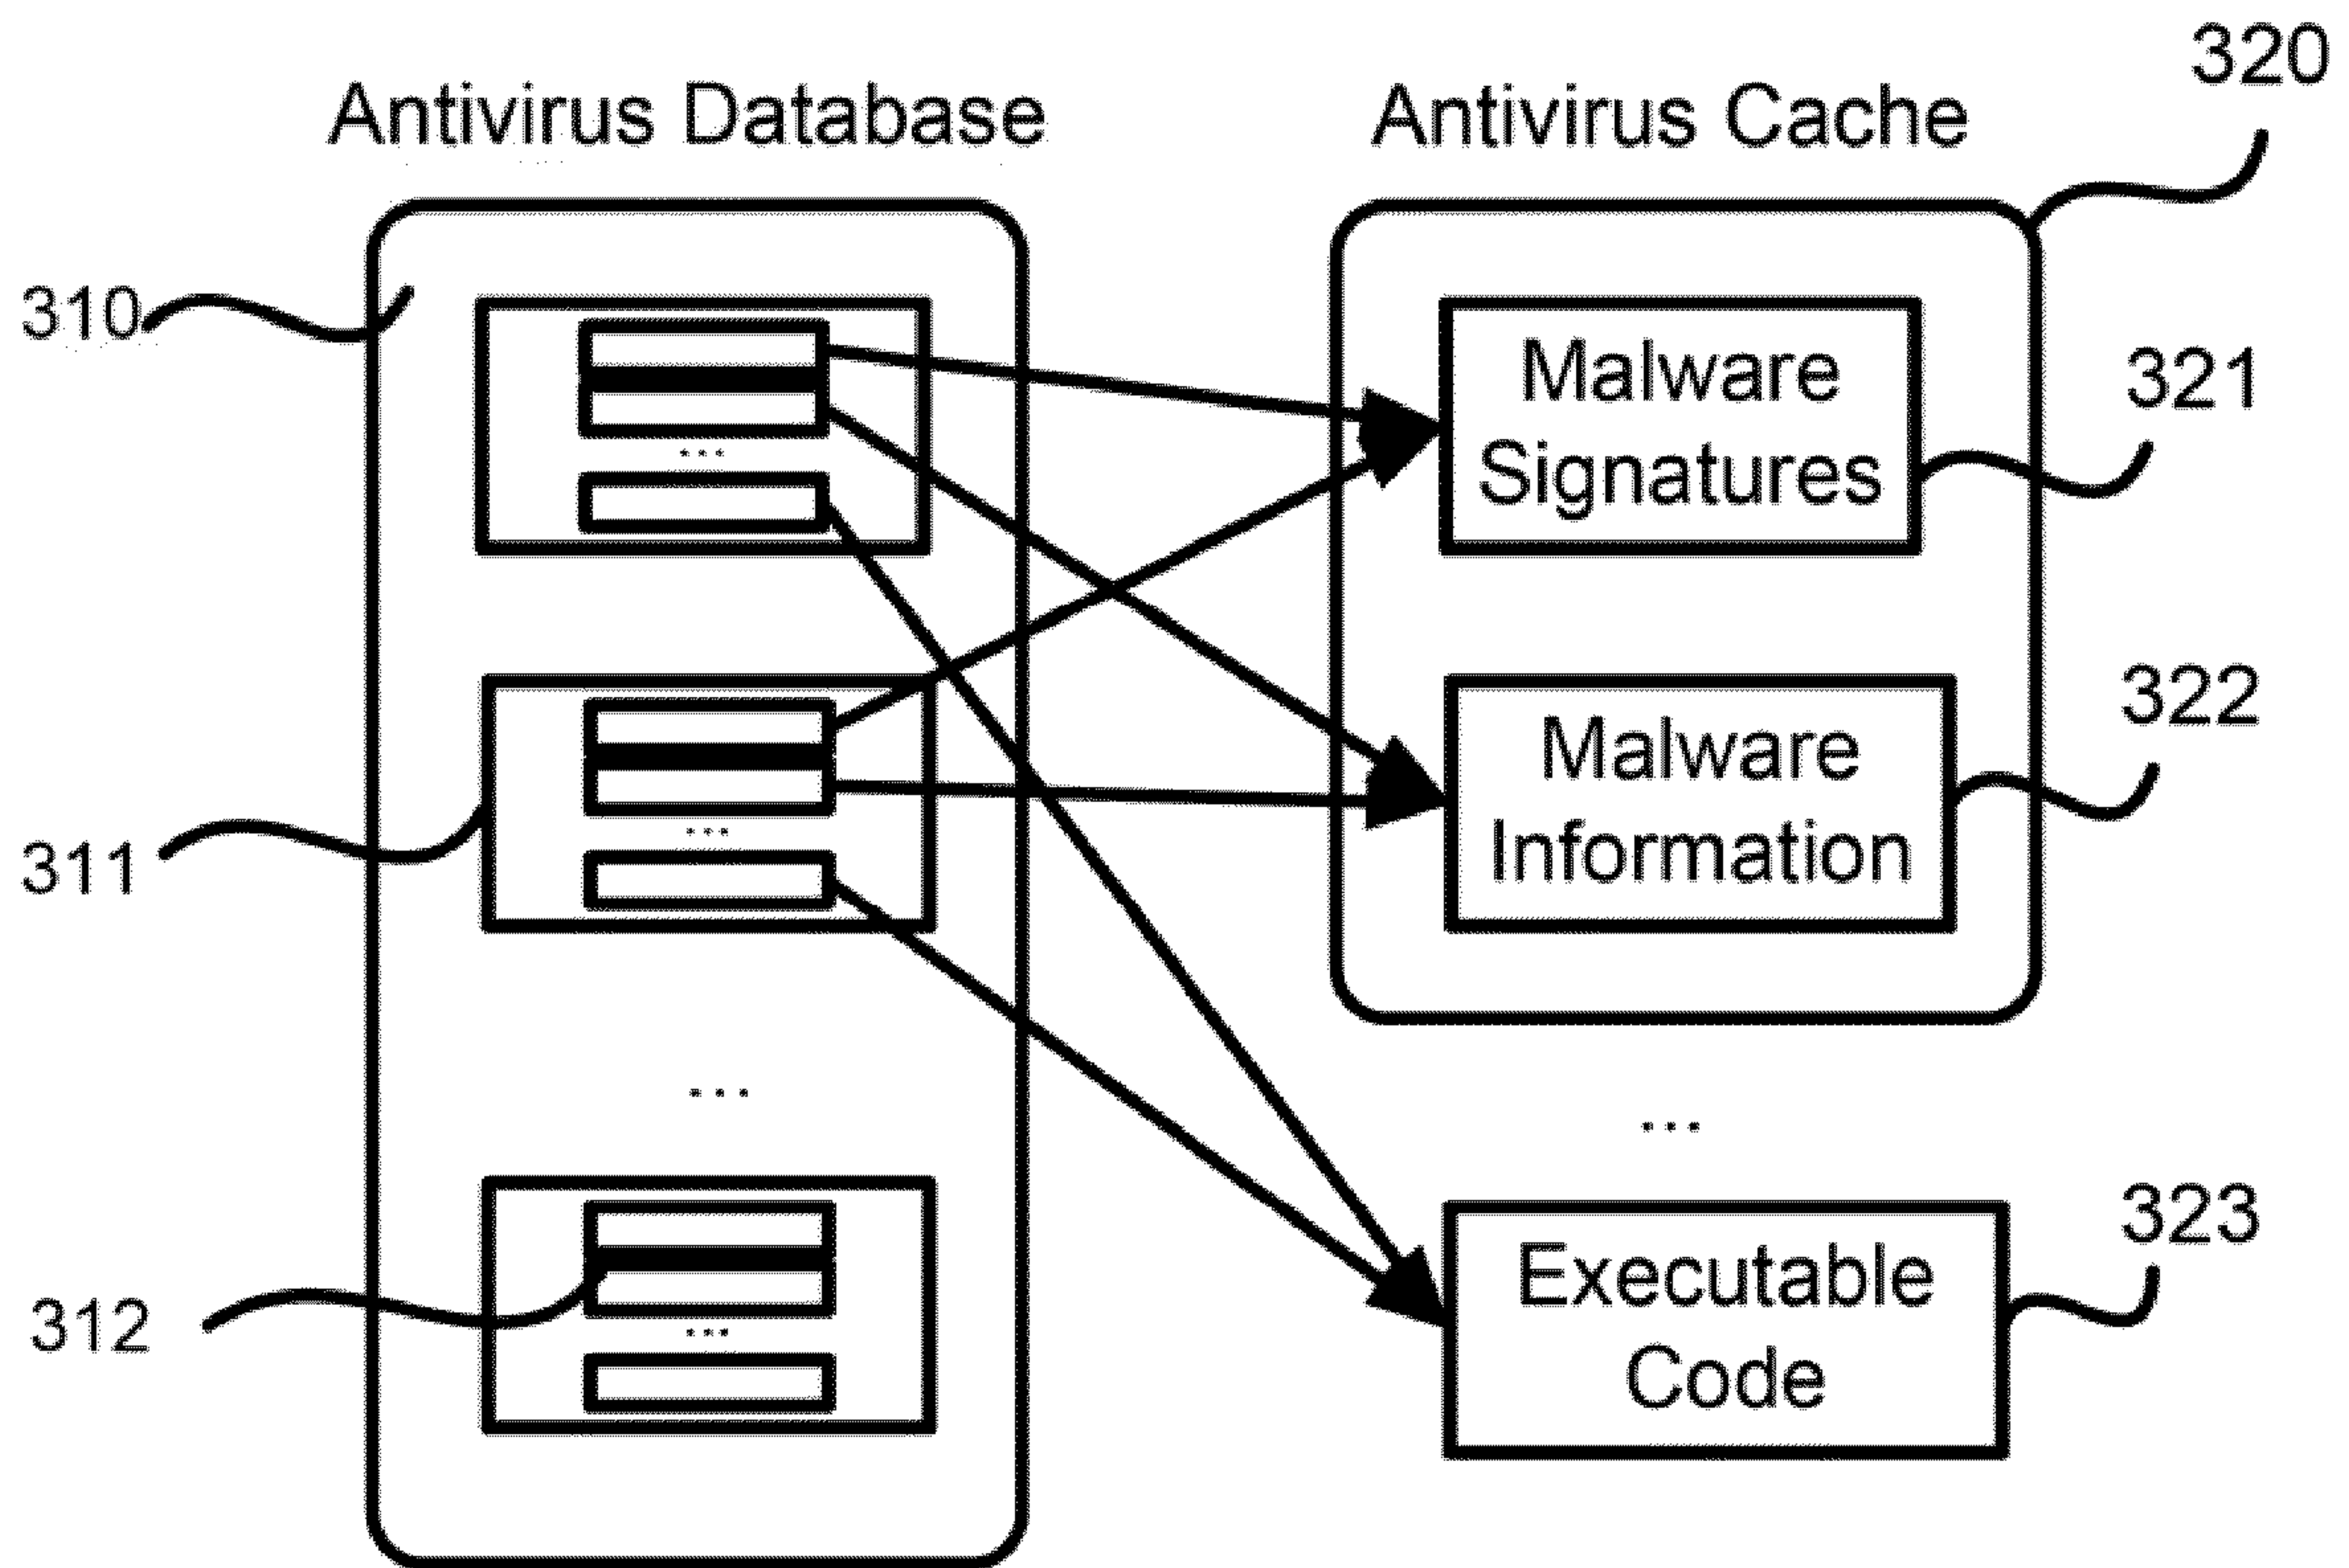 320
Antivirus Database
Antivirus Cache
310
Malware
Signatures
321
...
Malware
Information
322
311
...
...
...
Executable
Code
323
312
...